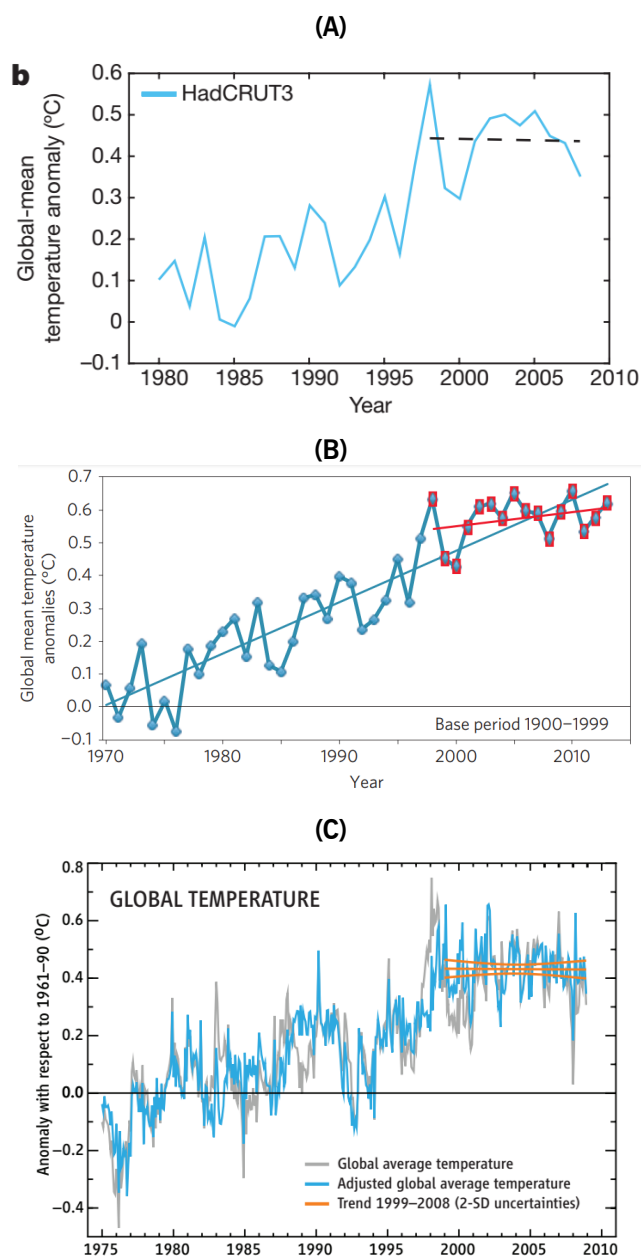 (A)
b
HadCRUT3
Global-mean
temperature anomaly (ºC)
0.6
0.5
0.4
0.3
0.2
0.1
0
−0.1
1980 1985 1990 1995 2000 2005 2010
Year
(B)
Global mean temperature
anomalies (°C)
0.7
0.6
0.5
0.4
0.3
0.2
0.1
0.0
−0.1
Base period 1900–1999
1970 1980 1990 2000 2010
Year
(C)
Anomaly with respect to 1961–90 (°C)
0.8
0.6
0.4
0.2
0.0
−0.2
−0.4
GLOBAL TEMPERATURE
Global average temperature
Adjusted global average temperature
Trend 1999–2008 (2-SD uncertainties)
1975 1980 1985 1990 1995 2000 2005 2010